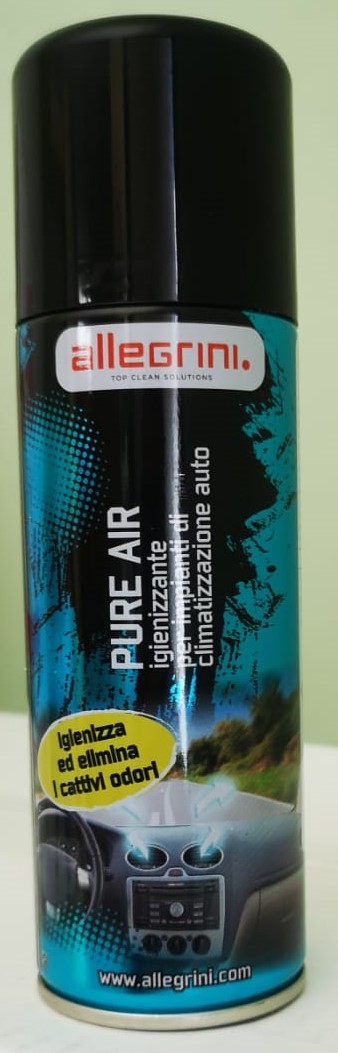 allegrini.
TOP CLEAN SOLUTIONS
PURE AIR
igienizzante
per impianti di
climatizzazione auto
Igienizza
ed elimina
i cattivi odori
www.allegrini.com